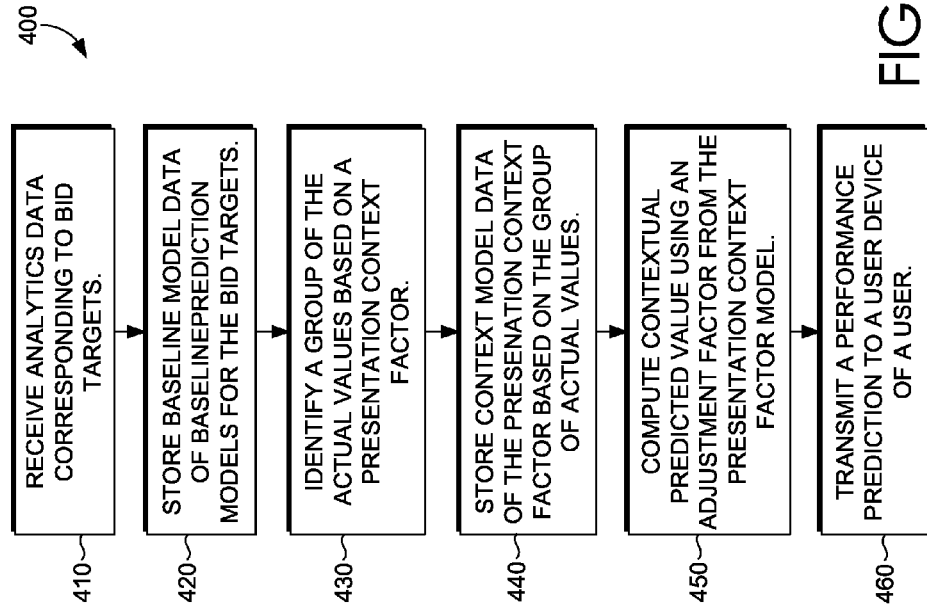 400
410
RECEIVE ANALYTICS DATA
CORRESPONDING TO BID
TARGETS.
420
STORE BASELINE MODEL DATA
OF BASELINEPREDICTION
MODELS FOR THE BID TARGETS.
430
IDENTIFY A GROUP OF THE
ACTUAL VALUES BASED ON A
PRESENTATION CONTEXT
FACTOR.
440
STORE CONTEXT MODEL DATA
OF THE PRESENATION CONTEXT
FACTOR BASED ON THE GROUP
OF ACTUAL VALUES.
450
COMPUTE CONTEXTUAL
PREDICTED VALUE USING AN
ADJUSTMENT FACTOR FROM THE
PRESENTATION CONTEXT
FACTOR MODEL.
460
TRANSMIT A PERFORMANCE
PREDICTION TO A USER DEVICE
OF A USER.
FIG